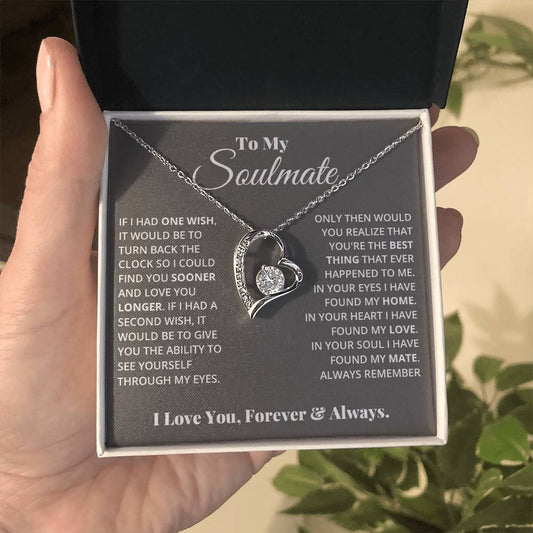 To My
Soulmate
IF I HAD ONE WISH,
IT WOULD BE TO
TURN BACK THE
CLOCK SO I COULD
FIND YOU SOONER
AND LOVE YOU
LONGER. IF I HAD A
SECOND WISH, IT
WOULD BE TO GIVE
YOU THE ABILITY TO
SEE YOURSELF
THROUGH MY EYES.
ONLY THEN WOULD
YOU REALIZE THAT
YOU'RE THE BEST
THING THAT EVER
HAPPENED TO ME.
IN YOUR EYES I HAVE
FOUND MY HOME.
IN YOUR HEART I HAVE
FOUND MY LOVE.
IN YOUR SOUL I HAVE
FOUND MY MATE.
ALWAYS REMEMBER
I Love You, Forever & Always.